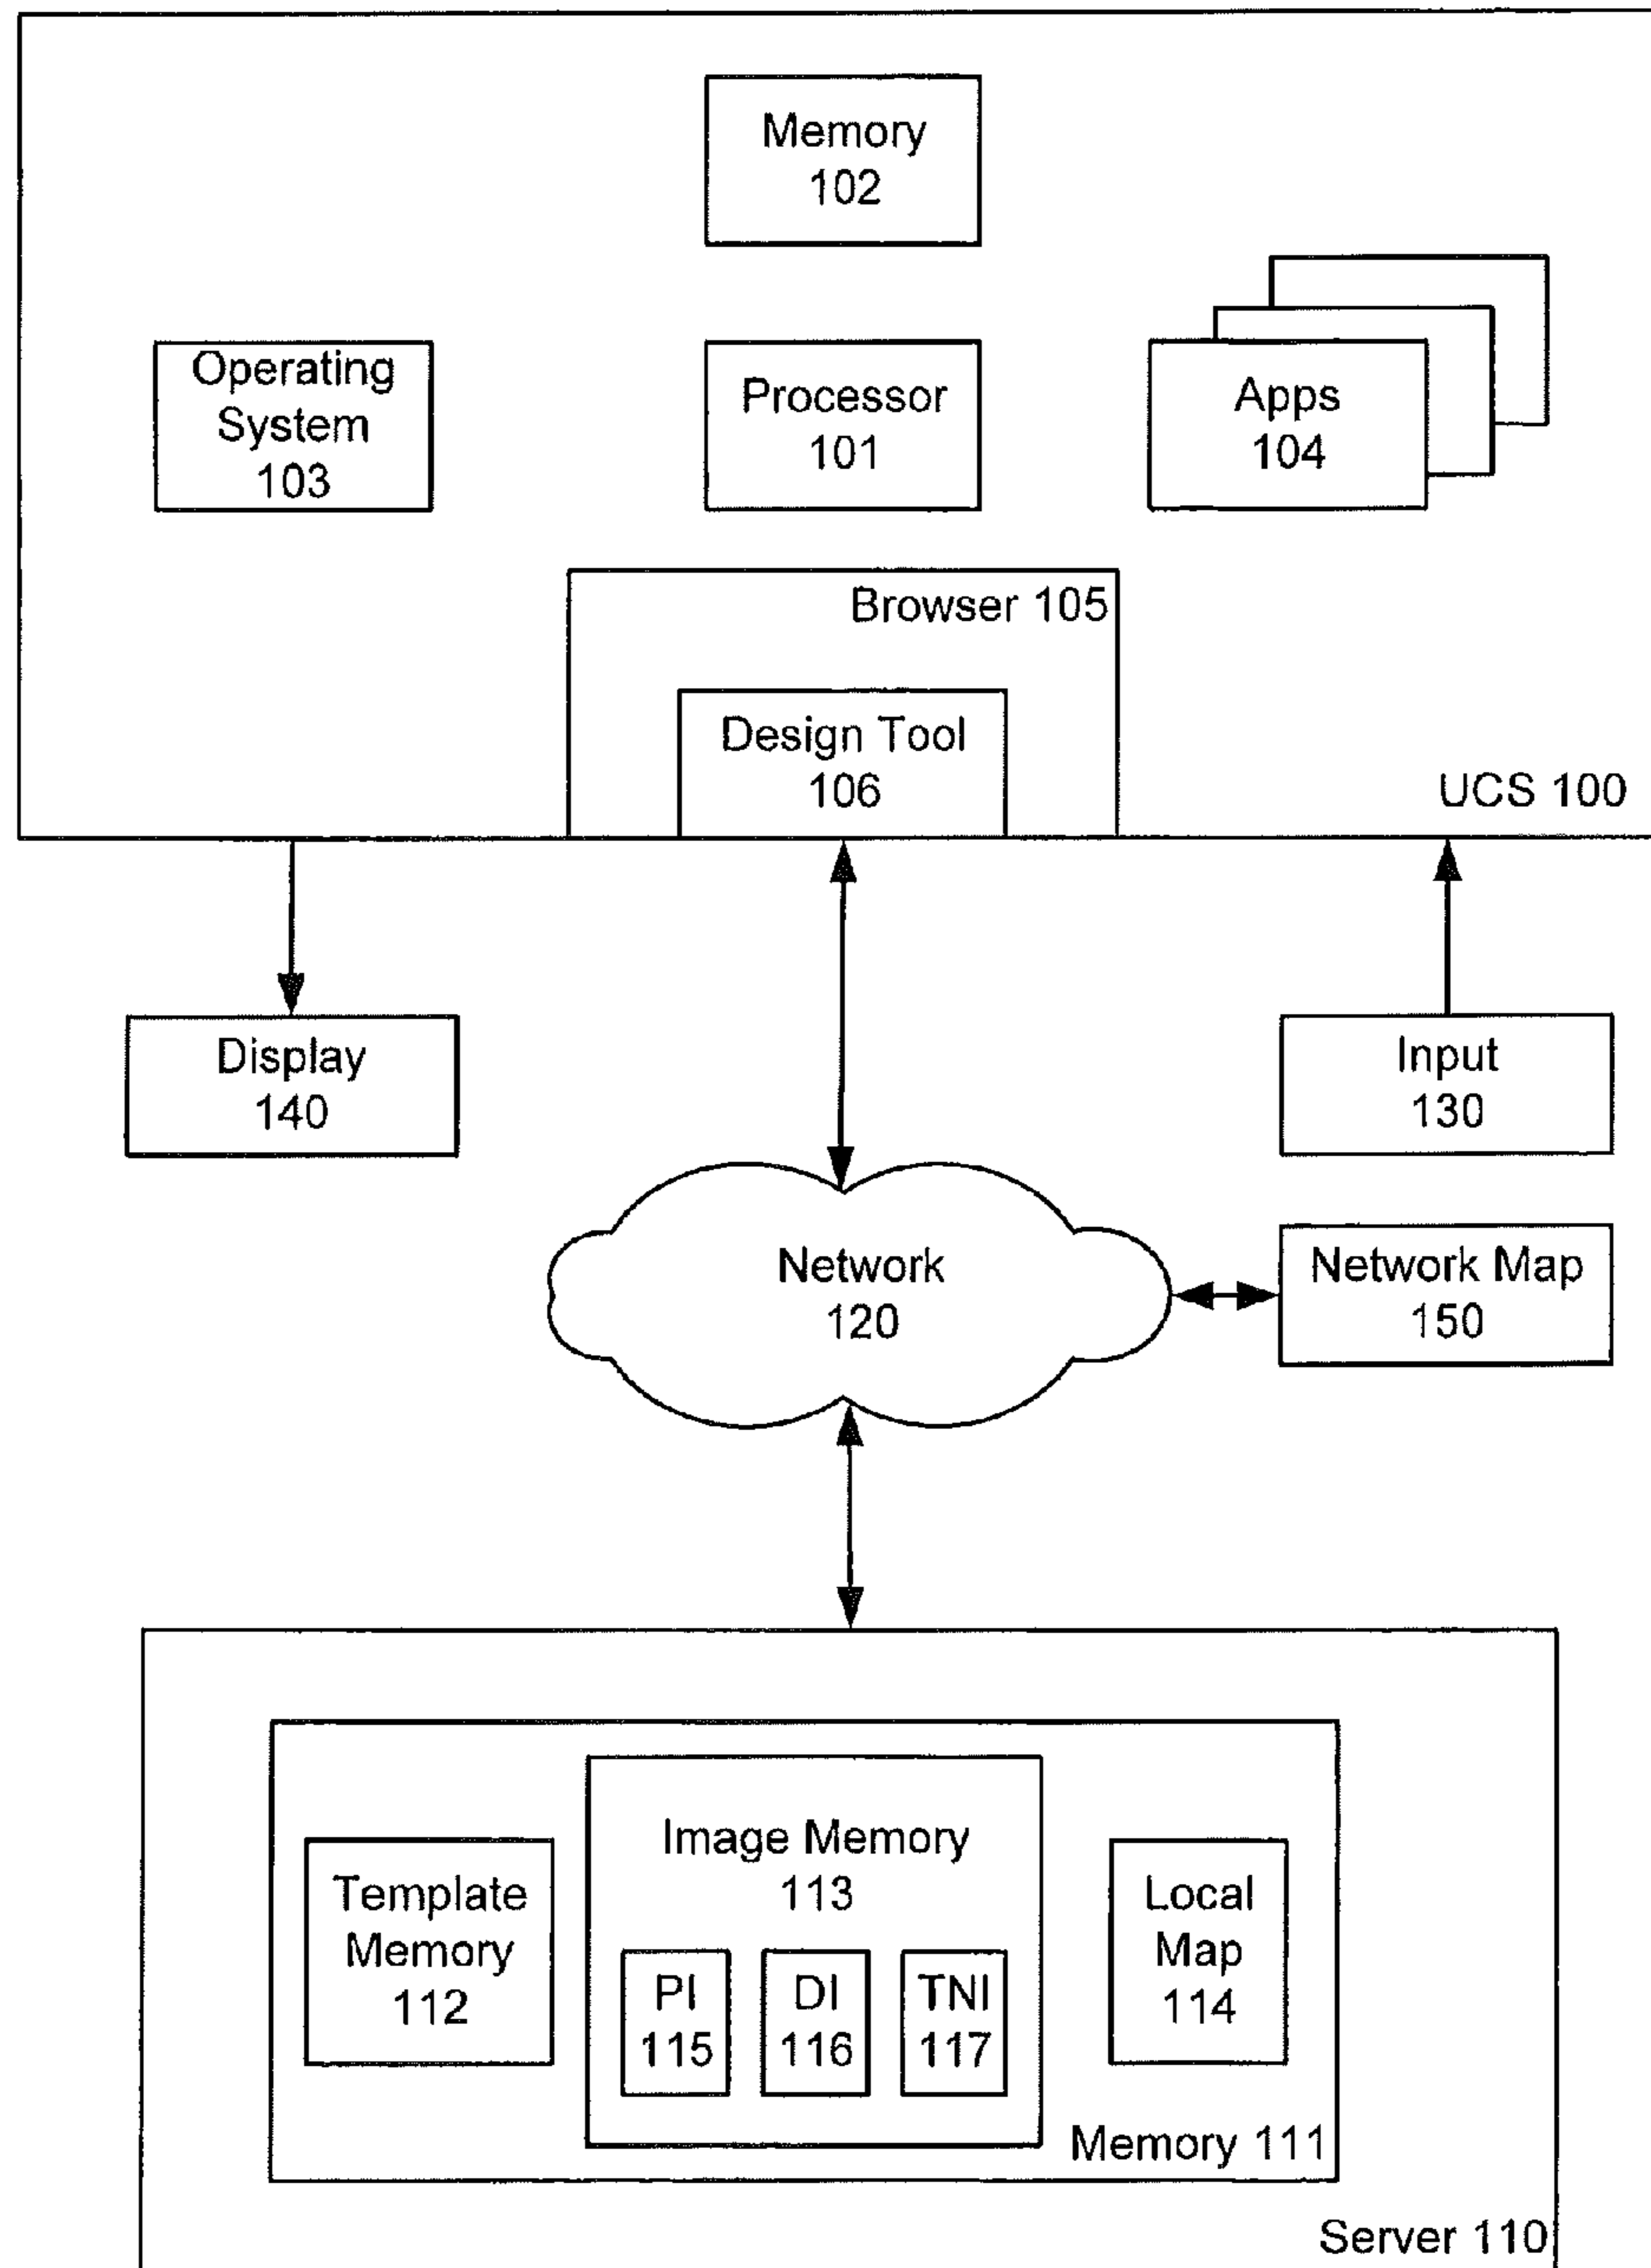 Memory
102
Operating
System
103
Processor
101
Apps
104
Browser 105
Design Tool
106
UCS 100
Display
140
Input
130
Network
120
Network Map
150
Image Memory
113
Template
Memory
112
Local
Map
114
PI
115
DI
116
TNI
117
Memory 111
Server 110